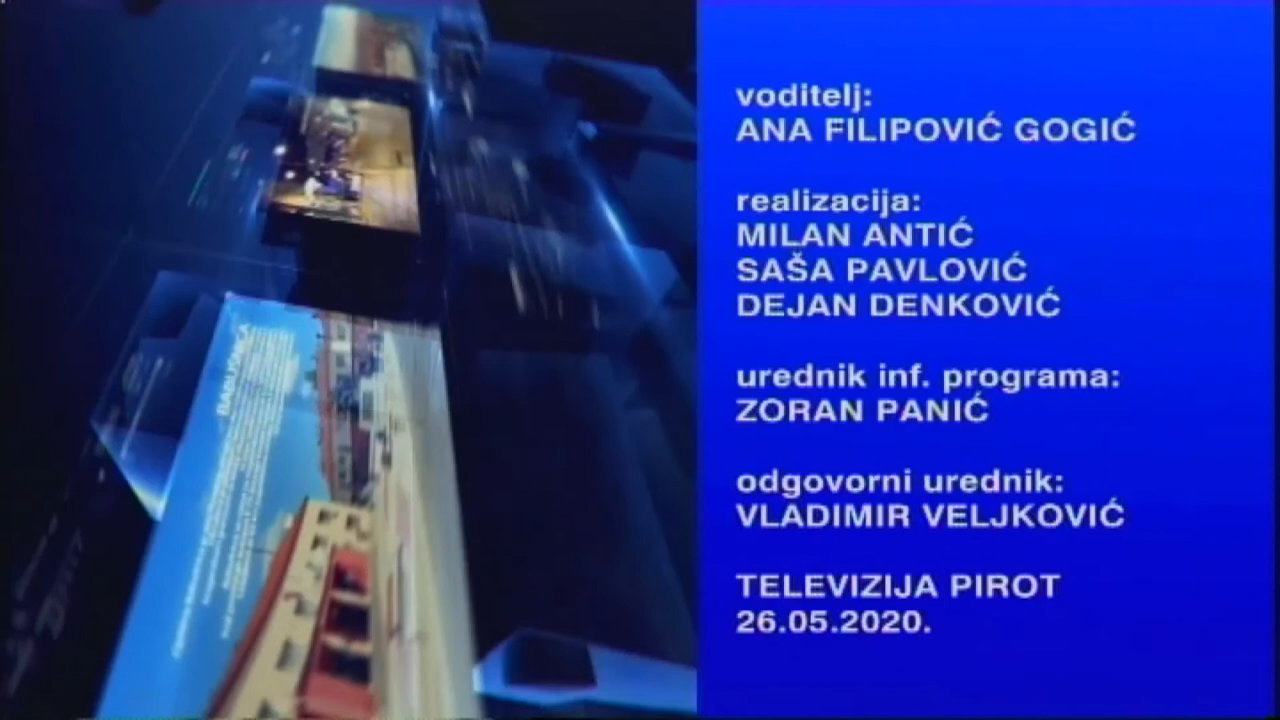 voditelj:
ANA FILIPOVIĆ GOGIĆ
realizacija:
MILAN ANTIĆ
SAŠA PAVLOVIĆ
DEJAN DENKOVIĆ
urednik inf. programa:
ZORAN PANIĆ
odgovorni urednik:
VLADIMIR VELJKOVIĆ
TELEVIZIJA PIROT
26.05.2020.